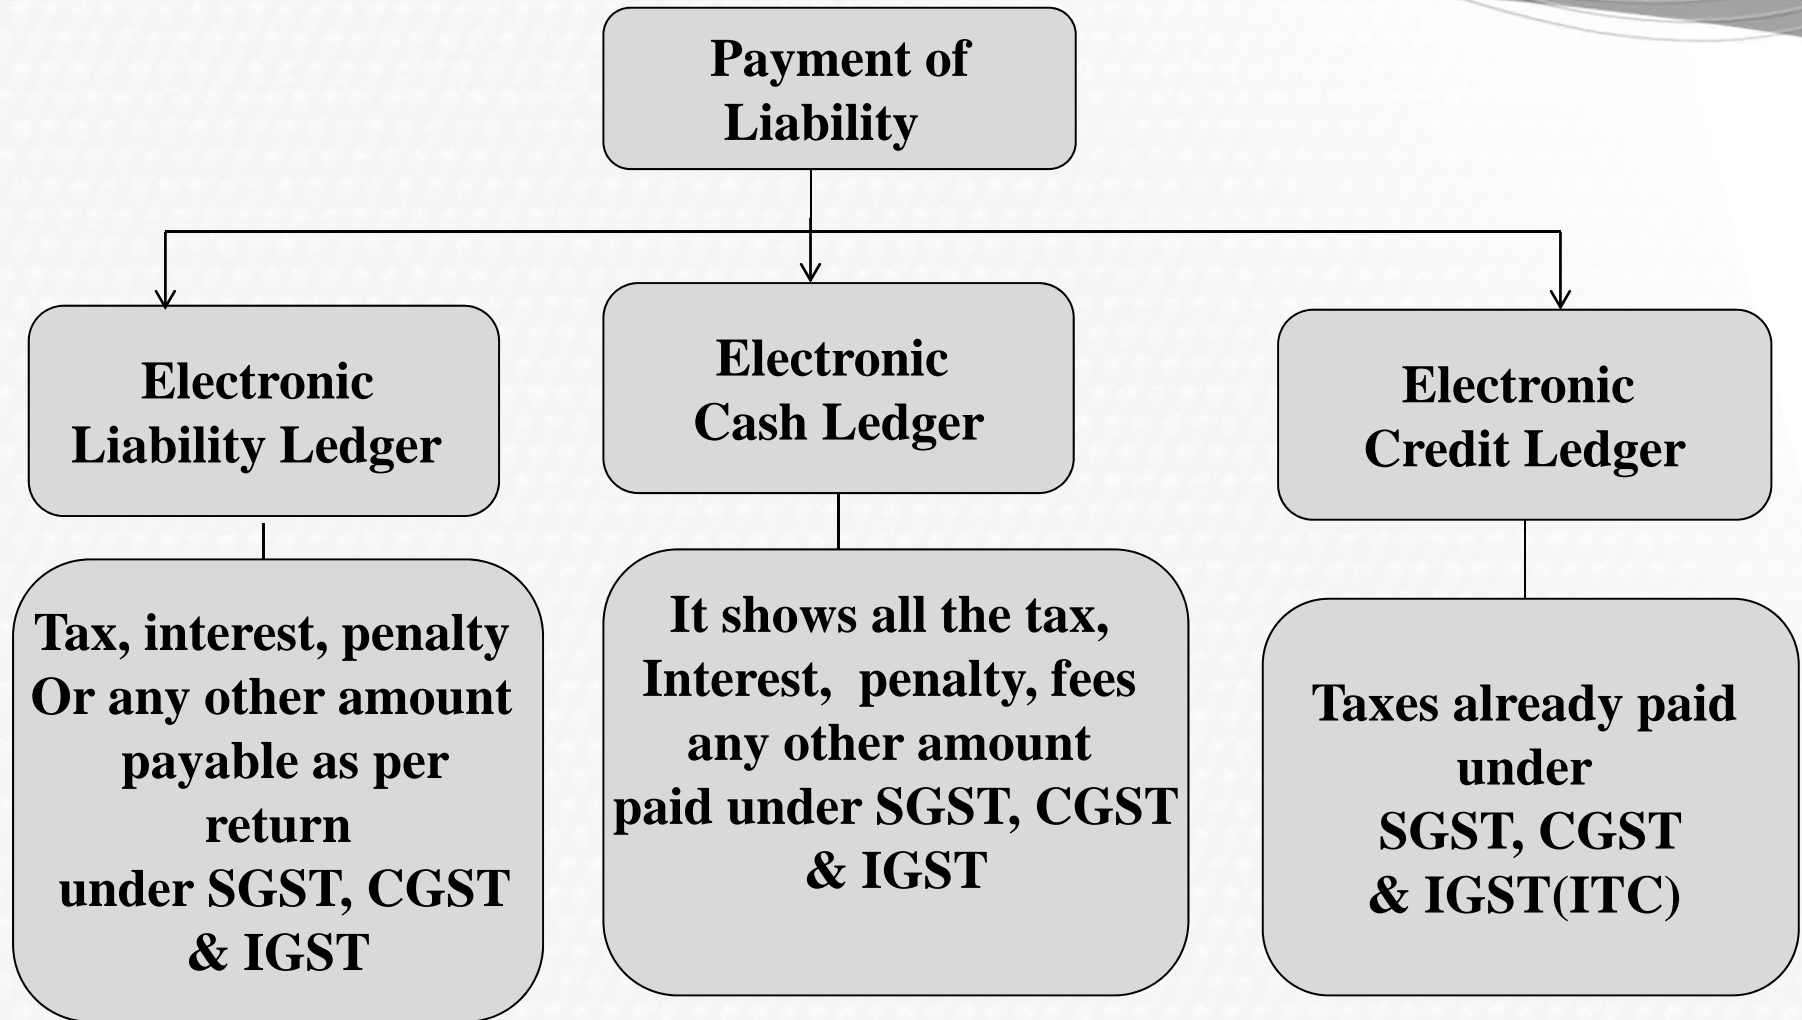 Payment of
Liability
Electronic
Liability Ledger
Electronic
Cash Ledger
Electronic
Credit Ledger
Tax, interest, penalty
Or any other amount
payable as per
return
under SGST, CGST
& IGST
It shows all the tax,
Interest, penalty, fees
any other amount
paid under SGST, CGST
& IGST
Taxes already paid
under
SGST, CGST
& IGST(ITC)